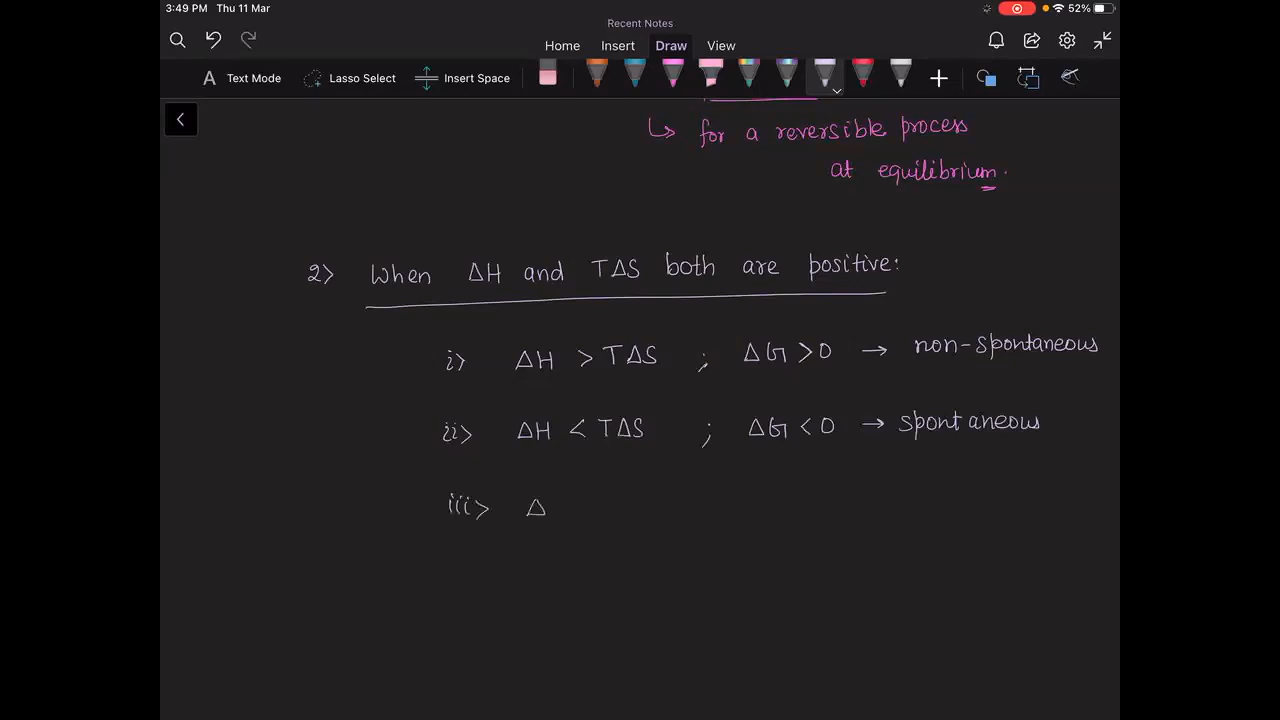 3:49 PM Thu 11 Mar
52%
Recent Notes
Home Insert Draw View
A Text Mode Lasso Select Insert Space
↳ for a reversible process
at equilibrium.
2> When ΔH and TΔS both are positive:
i> ΔH > TΔS ; ΔG > 0 → non-spontaneous
ii> ΔH < TΔS ; ΔG < 0 → spontaneous
iii> Δ